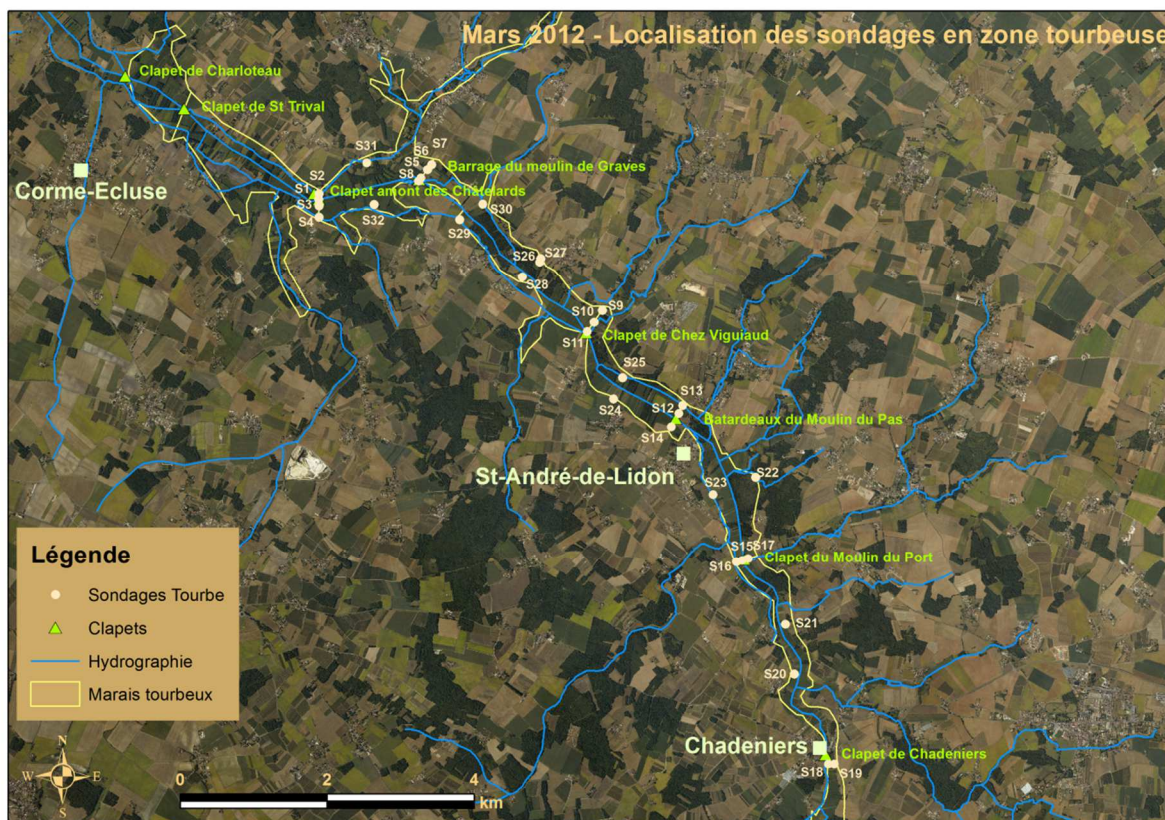 Mars 2012 - Localisation des sondages en zone tourbeuse
Clapet de Charloteau
Clapet de St Trival
Corme-Ecluse
S31
S7
S6
S5
S8
Barrage du moulin de Graves
S2
S1
Clapet amont des Châtelards
S3
S4
S32
S30
S29
S27
S26
S28
S9
S10
Clapet de Chez Viguiaud
S11
S25
S24
S13
S12
Batardeaux du Moulin du Pas
S14
St-André-de-Lidon
S22
S23
S15
S17
Clapet du Moulin du Port
S16
S21
S20
Chadeniers
Clapet de Chadeniers
S18
S19
Légende
Sondages Tourbe
Clapets
Hydrographie
Marais tourbeux
N
W
E
S
0
2
4
km